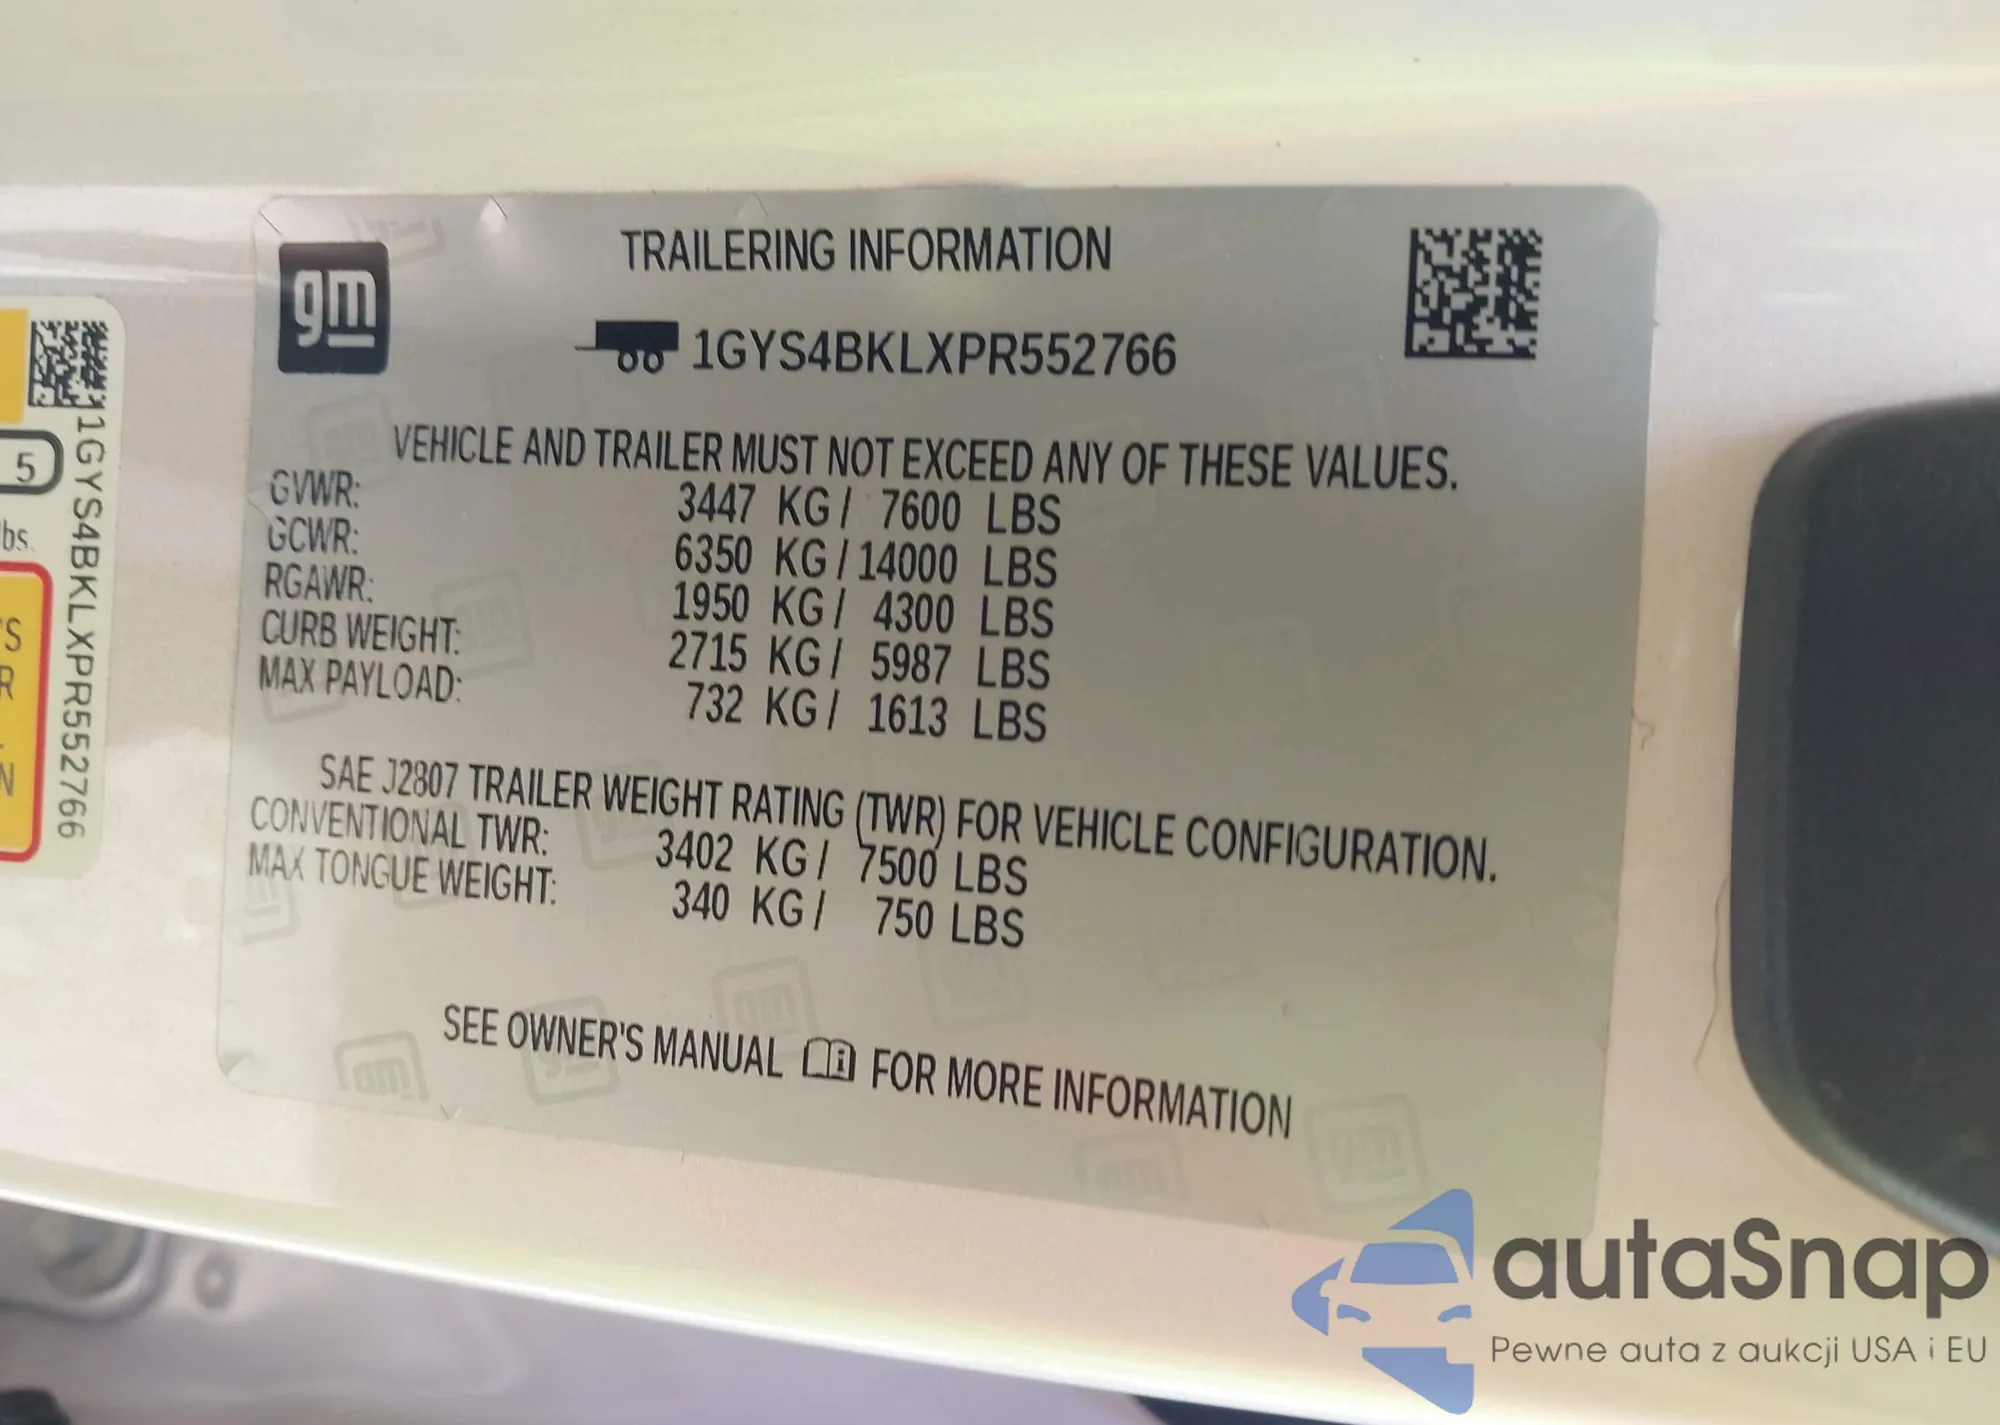 gm
TRAILERING INFORMATION
1GYS4BKLXPR552766
VEHICLE AND TRAILER MUST NOT EXCEED ANY OF THESE VALUES.
GVWR: 3447 KG/ 7600 LBS
GCWR: 6350 KG/14000 LBS
RGAWR: 1950 KG/ 4300 LBS
CURB WEIGHT: 2715 KG/ 5987 LBS
MAX PAYLOAD: 732 KG/ 1613 LBS
SAE J2807 TRAILER WEIGHT RATING (TWR) FOR VEHICLE CONFIGURATION.
CONVENTIONAL TWR: 3402 KG/ 7500 LBS
MAX TONGUE WEIGHT: 340 KG/ 750 LBS
SEE OWNER'S MANUAL FOR MORE INFORMATION
1GYS4BKLXPR552766
5
lbs.
'S
R
N
autaSnap
Pewne auta z aukcji USA i EU